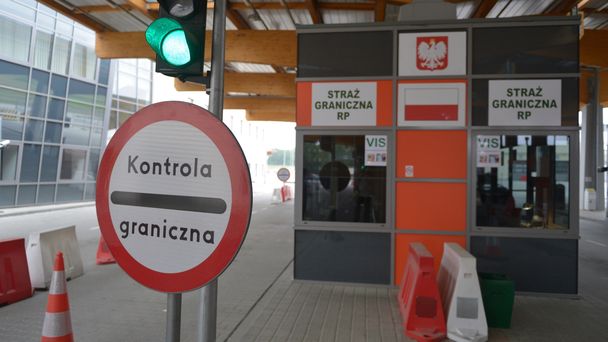 STRAŻ GRANICZNA
RP
STRAŻ
GRANICZNA
RP
VIS
VIS
Kontrola
graniczna